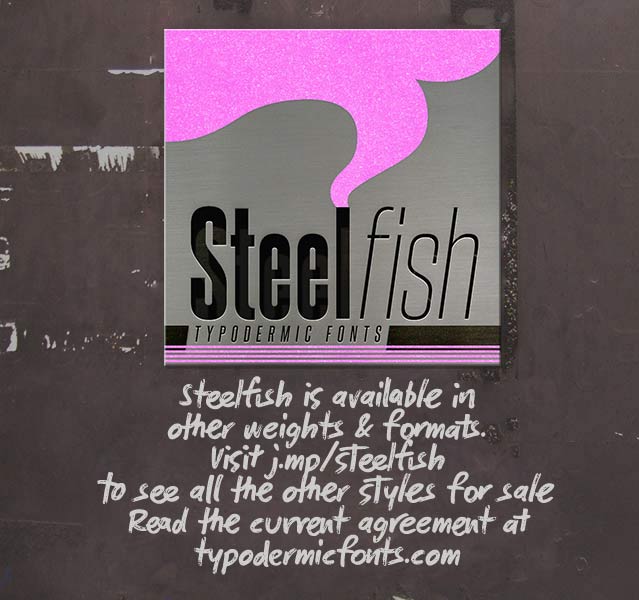 Steelfish
TYPODERMIC FONTS
Steelfish is available in
other weights & formats.
Visit j.mp/steelfish
to see all the other styles for sale
Read the current agreement at
typodermicfonts.com